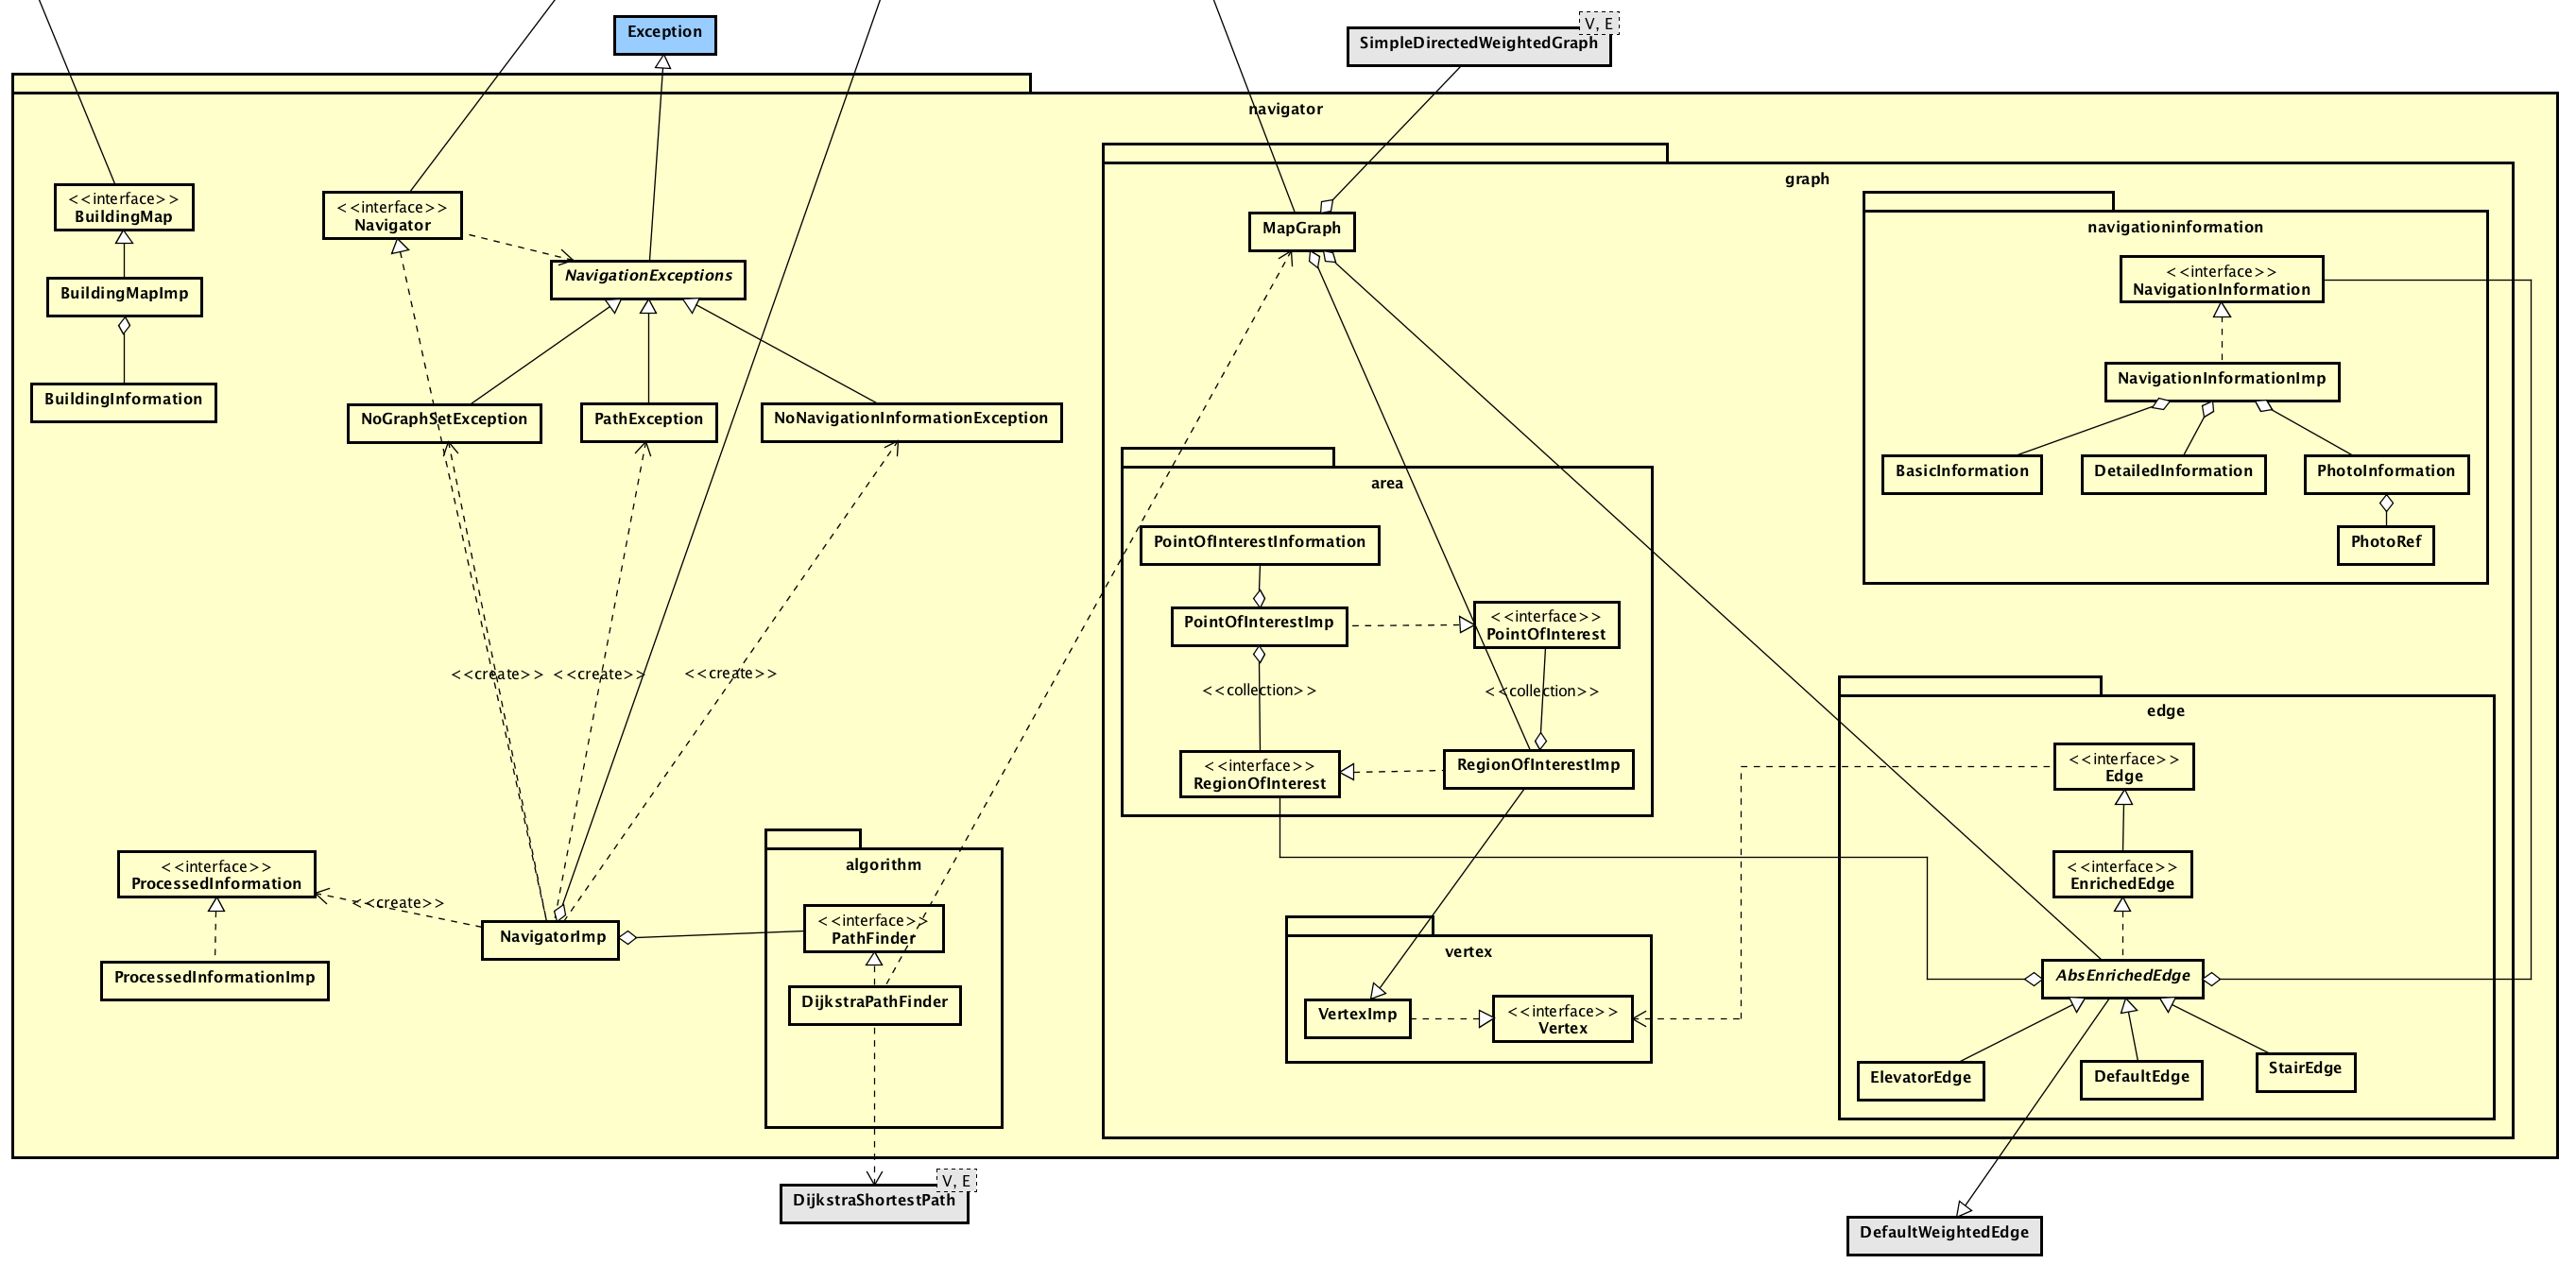 Exception
V, E
SimpleDirectedWeightedGraph
navigator
graph
<<interface>>
BuildingMap
<<interface>>
Navigator
MapGraph
navigationinformation
NavigationExceptions
<<interface>>
NavigationInformation
BuildingMapImp
NavigationInformationImp
BuildingInformation
NoGraphSetException
PathException
NoNavigationInformationException
BasicInformation
DetailedInformation
PhotoInformation
PhotoRef
area
PointOfInterestInformation
PointOfInterestImp
<<interface>>
PointOfInterest
<<create>>
<<create>>
<<create>>
<<collection>>
<<collection>>
<<interface>>
RegionOfInterest
RegionOfInterestImp
edge
<<interface>>
Edge
<<interface>>
EnrichedEdge
<<interface>>
ProcessedInformation
<<create>>
NavigatorImp
ProcessedInformationImp
algorithm
<<interface>>
PathFinder
DijkstraPathFinder
vertex
VertexImp
<<interface>>
Vertex
AbsEnrichedEdge
ElevatorEdge
DefaultEdge
StairEdge
V, E
DijkstraShortestPath
DefaultWeightedEdge